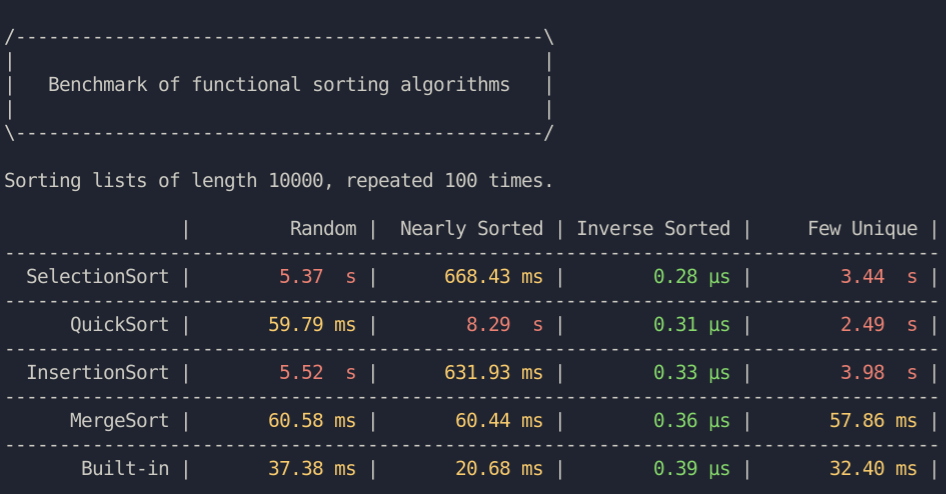 /------------------------------------------------\
|                                                |
|   Benchmark of functional sorting algorithms   |
|                                                |
\------------------------------------------------/
Sorting lists of length 10000, repeated 100 times.
                |         Random |  Nearly Sorted | Inverse Sorted |     Few Unique |
-------------------------------------------------------------------------------------
  SelectionSort |        5.37  s |      668.43 ms |        0.28 µs |        3.44  s |
-------------------------------------------------------------------------------------
      QuickSort |       59.79 ms |        8.29  s |        0.31 µs |        2.49  s |
-------------------------------------------------------------------------------------
  InsertionSort |        5.52  s |      631.93 ms |        0.33 µs |        3.98  s |
-------------------------------------------------------------------------------------
      MergeSort |       60.58 ms |       60.44 ms |        0.36 µs |       57.86 ms |
-------------------------------------------------------------------------------------
       Built-in |       37.38 ms |       20.68 ms |        0.39 µs |       32.40 ms |